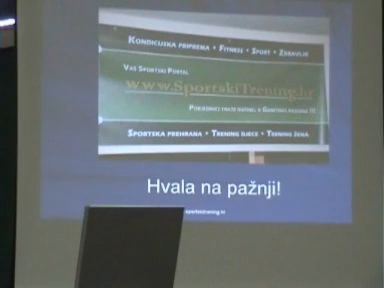 Kondicijska priprema • Fitness • Sport • Zdravlje
Vaš Sportski Portal
www.SportskiTrening.hr
Sportska prehrana • Trening djece • Trening žena
Hvala na pažnji!